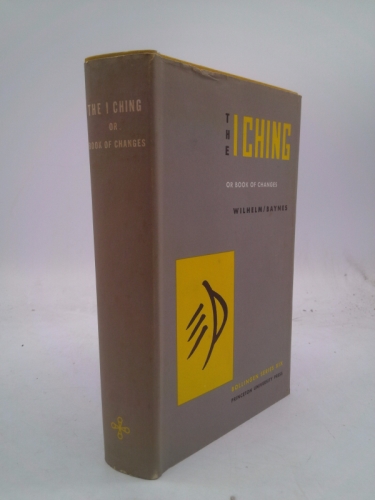 THE I CHING
OR
BOOK OF CHANGES
THE I CHING
OR BOOK OF CHANGES
WILHELM/BAYNES
BOLLINGEN SERIES XIX
PRINCETON UNIVERSITY PRESS